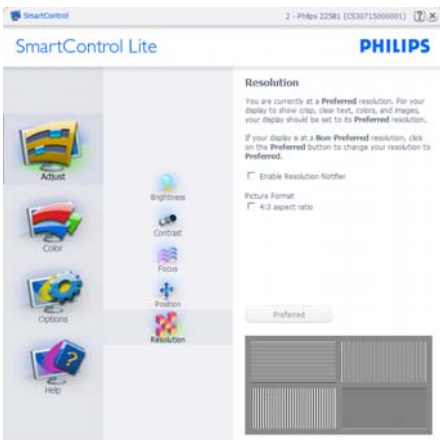 SmartControl
2 - Philips 225B1 (CS30715000001)
SmartControl Lite
PHILIPS
Adjust
Color
Options
Help
Brightness
Contrast
Focus
Position
Resolution
Resolution
You are currently at a Preferred resolution. For your
display to show crisp, clear text, colors, and images,
your display should be set to its Preferred resolution.
If your display is at a Non-Preferred resolution, click
on the Preferred button to change your resolution to
Preferred.
Enable Resolution Notifier
Picture Format
4:3 aspect ratio
Preferred